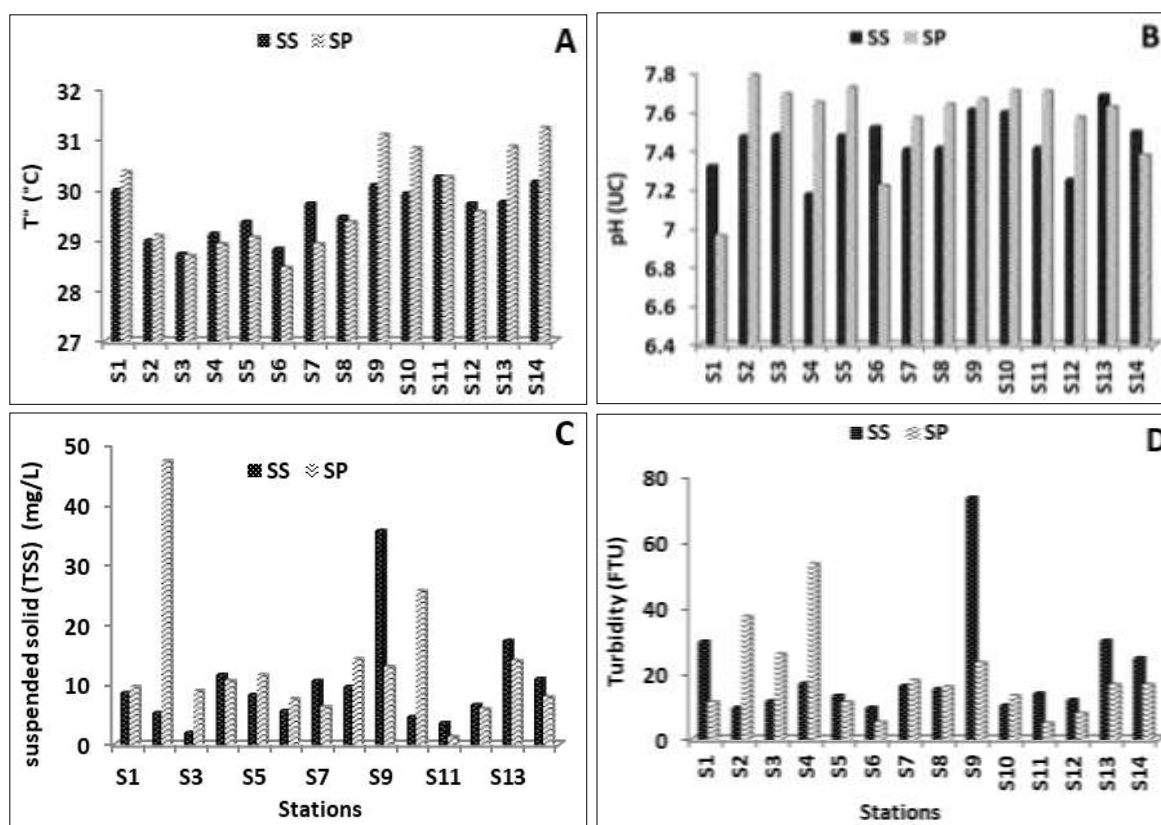 A
SS SP
T° (°C)
32
31
30
29
28
27
S1 S2 S3 S4 S5 S6 S7 S8 S9 S10 S11 S12 S13 S14
B
SS SP
pH (UC)
7.8
7.6
7.4
7.2
7
6.8
6.6
6.4
S1 S2 S3 S4 S5 S6 S7 S8 S9 S10 S11 S12 S13 S14
C
SS SP
suspended solid (TSS) (mg/L)
50
40
30
20
10
0
S1 S3 S5 S7 S9 S11 S13
Stations
SS SP
D
Turbidity (FTU)
80
60
40
20
0
S1 S2 S3 S4 S5 S6 S7 S8 S9 S10 S11 S12 S13 S14
Stations